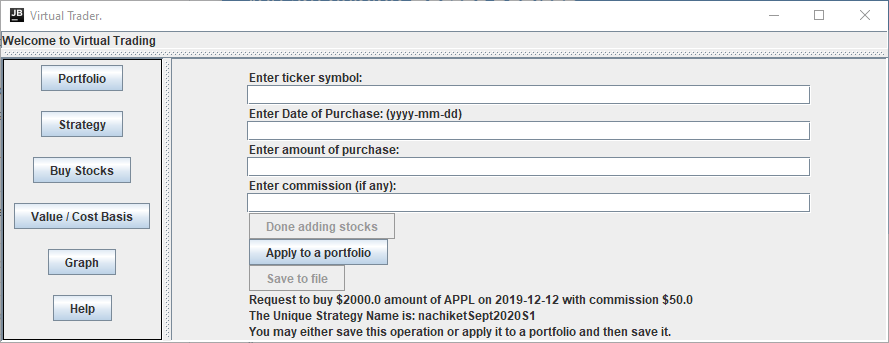 JB Virtual Trader.
Welcome to Virtual Trading
Portfolio
Strategy
Buy Stocks
Value / Cost Basis
Graph
Help
Enter ticker symbol:
Enter Date of Purchase: (yyyy-mm-dd)
Enter amount of purchase:
Enter commission (if any):
Done adding stocks
Apply to a portfolio
Save to file
Request to buy $2000.0 amount of APPL on 2019-12-12 with commission $50.0
The Unique Strategy Name is: nachiketSept2020S1
You may either save this operation or apply it to a portfolio and then save it.